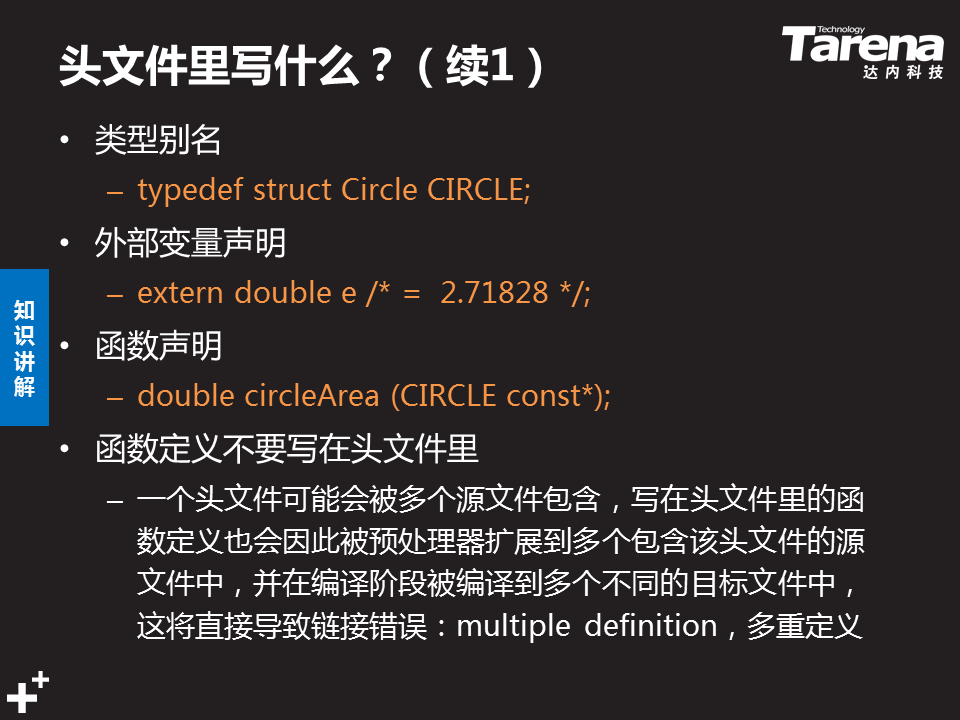 头文件里写什么？（续1）
Technology
Tarena
达内科技
• 类型别名
– typedef struct Circle CIRCLE;
• 外部变量声明
– extern double e /* = 2.71828 */;
知识讲解
• 函数声明
– double circleArea (CIRCLE const*);
• 函数定义不要写在头文件里
– 一个头文件可能会被多个源文件包含，写在头文件里的函
数定义也会因此被预处理器扩展到多个包含该头文件的源
文件中，并在编译阶段被编译到多个不同的目标文件中，
这将直接导致链接错误：multiple definition，多重定义